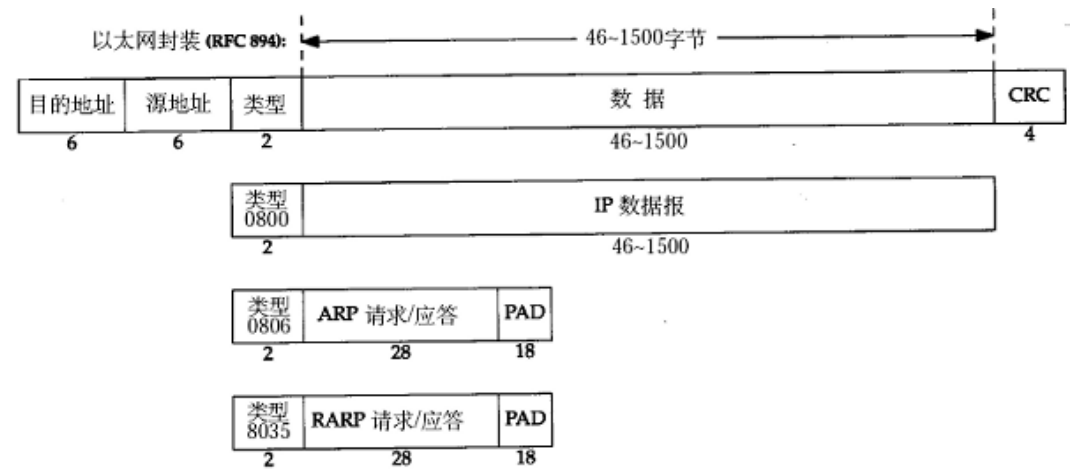 以太网封装 (RFC 894): 46~1500字节
目的地址 源地址 类型 数 据 CRC
6 6 2 46~1500 4
类型 IP 数据报
0800
2 46~1500
类型 ARP 请求/应答 PAD
0806
2 28 18
类型 RARP 请求/应答 PAD
8035
2 28 18